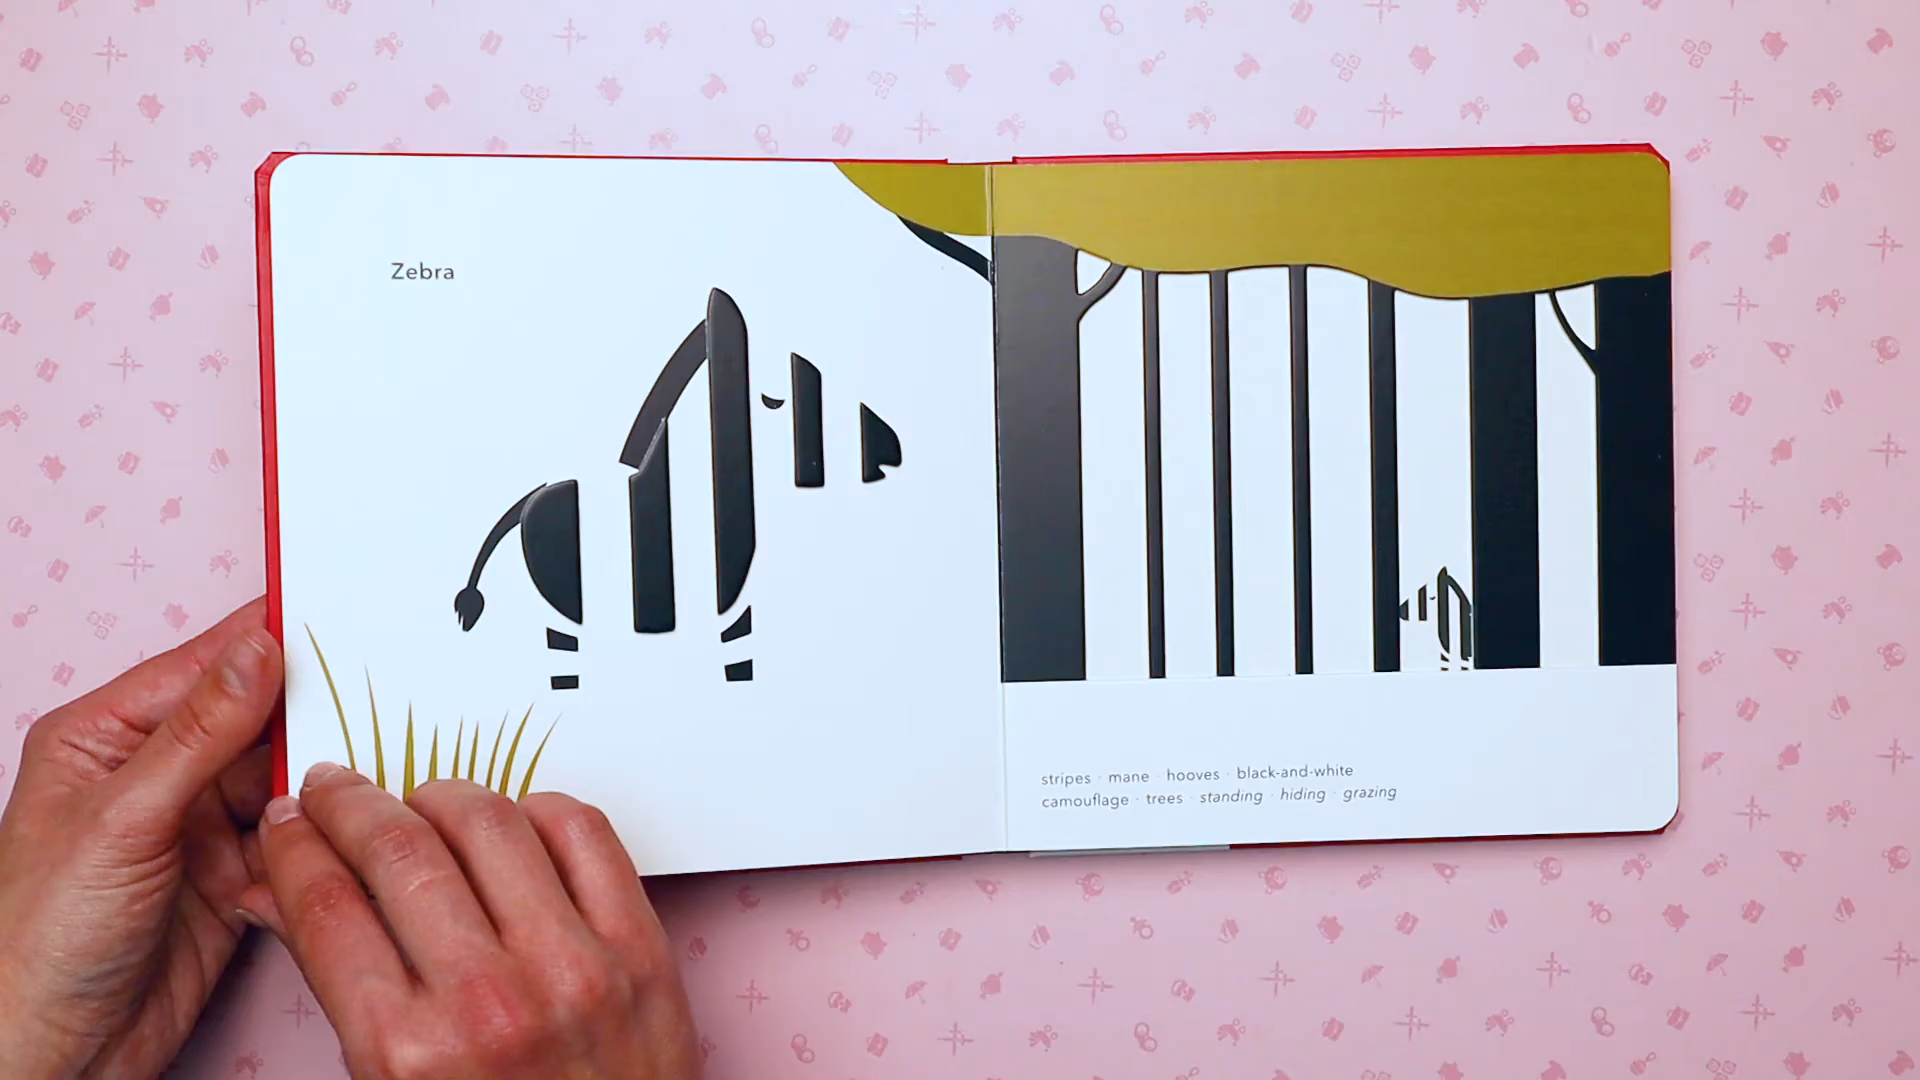 Zebra
stripes · mane · hooves · black-and-white
camouflage · trees · standing · hiding · grazing